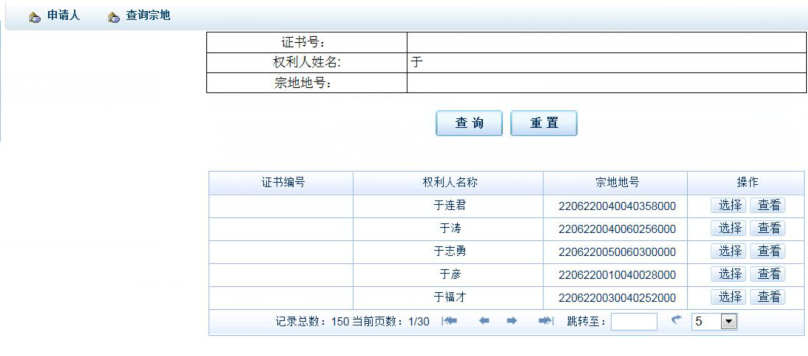 申请人 查询宗地
证书号：
权利人姓名: 于
宗地地号：
查 询 重 置
证书编号 权利人名称 宗地地号 操作
于连君 2206220040040358000 选择 查看
于涛 2206220040060256000 选择 查看
于志勇 2206220050060300000 选择 查看
于彦 2206220010040028000 选择 查看
于福才 2206220030040252000 选择 查看
记录总数：150 当前页数：1/30 跳转至： 5